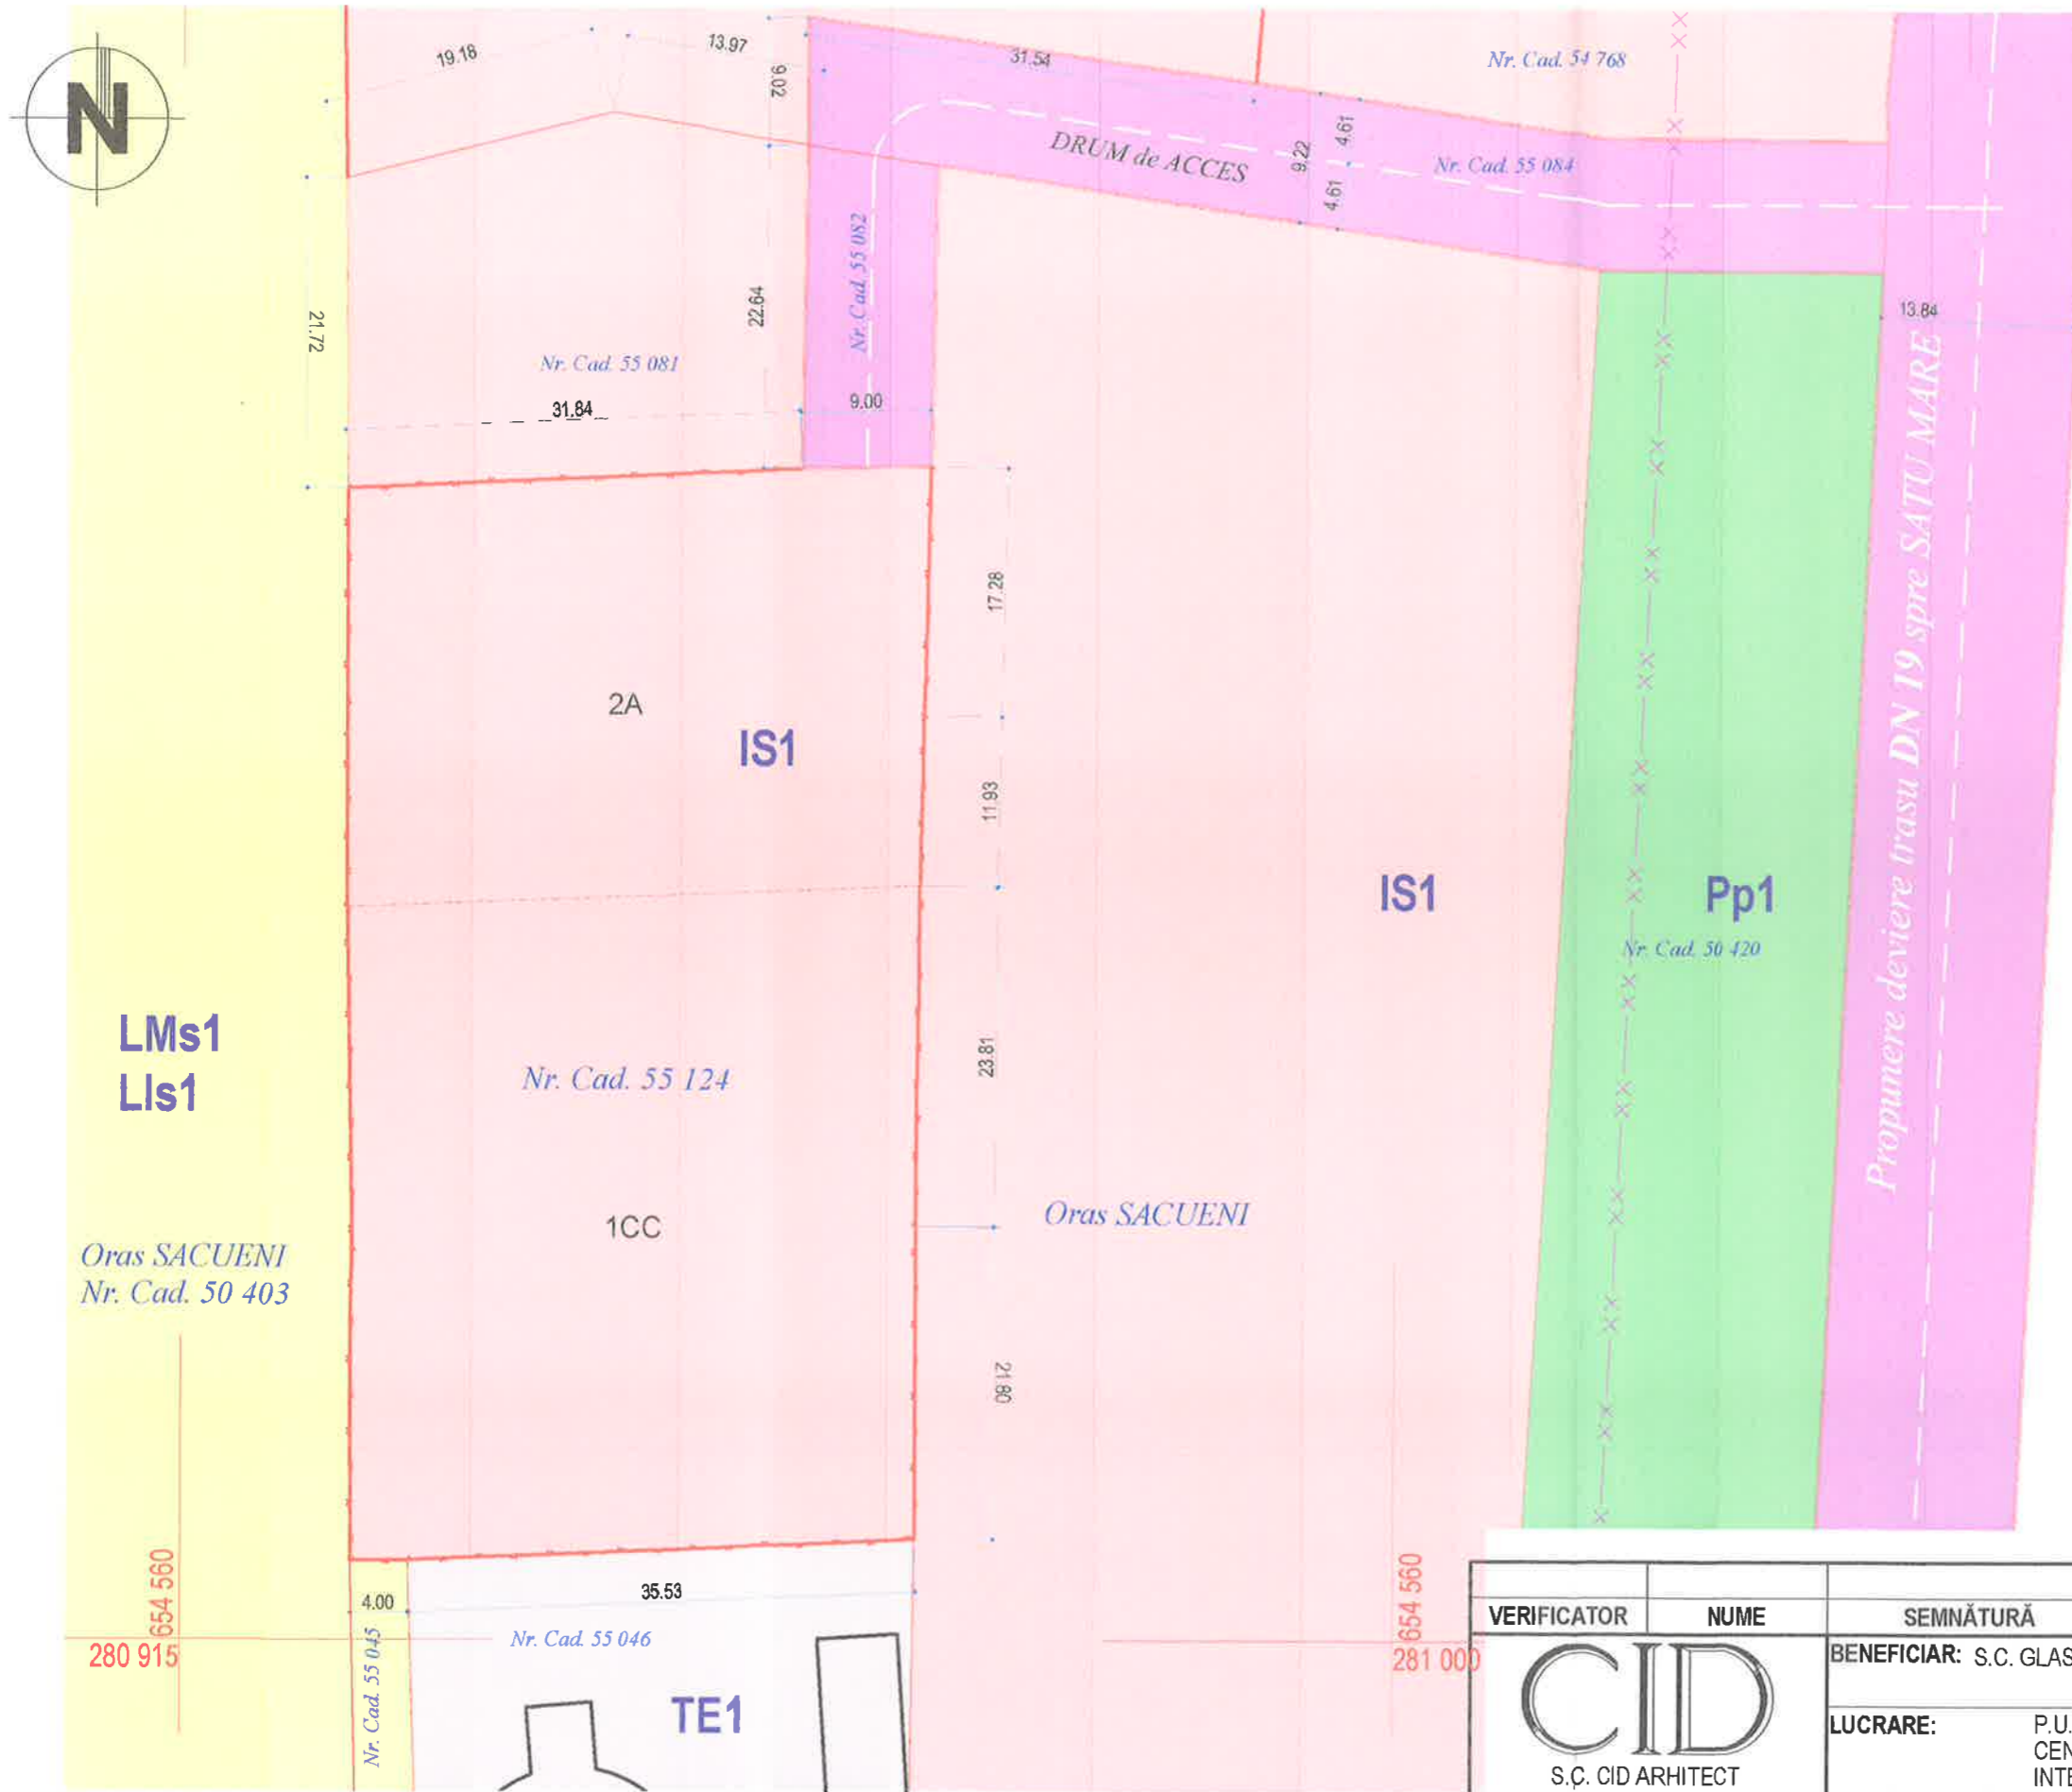 N
19.18
13.97
9.02
31.54
Nr. Cad. 54 768
DRUM de ACCES
9.22
4.61
4.61
Nr. Cad. 55 084
Nr. Cad. 55 082
21.72
22.64
Nr. Cad. 55 081
31.84
9.00
13.84
Propunere deviere trasu DN 19 spre SATU MARE
17.28
2A
IS1
11.93
IS1
Pp1
Nr. Cad. 50 420
LMs1
LIs1
23.81
Nr. Cad. 55 124
1CC
Oras SACUENI
Oras SACUENI
Nr. Cad. 50 403
21.80
654 560
280 915
4.00
35.53
Nr. Cad. 55 045
Nr. Cad. 55 046
TE1
654 560
281 000
VERIFICATOR NUME SEMNĂTURĂ
CID
S.C. CID ARHITECT
BENEFICIAR: S.C. GLAS
LUCRARE: P.U.
CEN
INTE